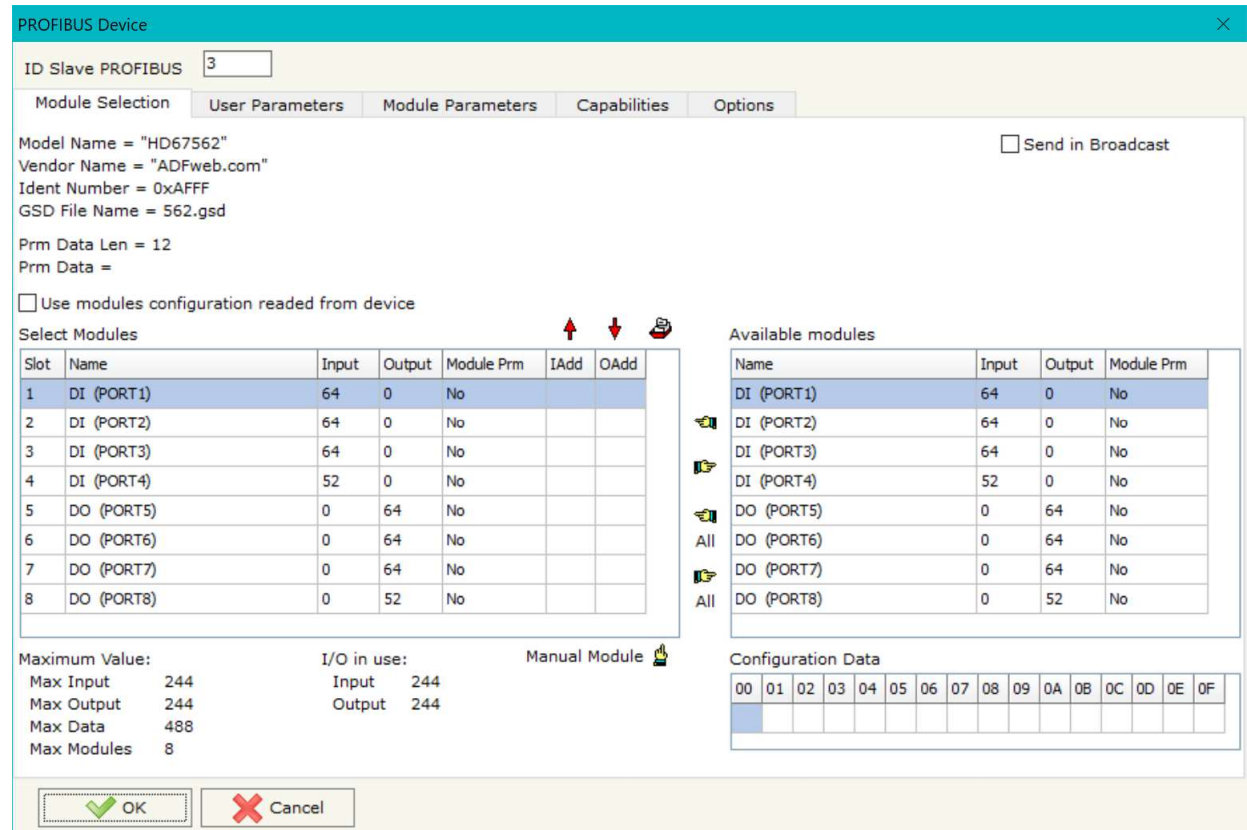 PROFIBUS Device
ID Slave PROFIBUS 3
Module Selection User Parameters Module Parameters Capabilities Options
Model Name = "HD67562" Send in Broadcast
Vendor Name = "ADFweb.com"
Ident Number = 0xAFFF
GSD File Name = 562.gsd
Prm Data Len = 12
Prm Data =
Use modules configuration readed from device
Select Modules
Slot Name Input Output Module Prm IAdd OAdd
1 DI (PORT1) 64 0 No
2 DI (PORT2) 64 0 No
3 DI (PORT3) 64 0 No
4 DI (PORT4) 52 0 No
5 DO (PORT5) 0 64 No
6 DO (PORT6) 0 64 No
7 DO (PORT7) 0 64 No
8 DO (PORT8) 0 52 No
All
All
Available modules
Name Input Output Module Prm
DI (PORT1) 64 0 No
DI (PORT2) 64 0 No
DI (PORT3) 64 0 No
DI (PORT4) 52 0 No
DO (PORT5) 0 64 No
DO (PORT6) 0 64 No
DO (PORT7) 0 64 No
DO (PORT8) 0 52 No
Maximum Value:
Max Input 244
Max Output 244
Max Data 488
Max Modules 8
I/O in use:
Input 244
Output 244
Manual Module
Configuration Data
00 01 02 03 04 05 06 07 08 09 0A 0B 0C 0D 0E 0F
OK Cancel